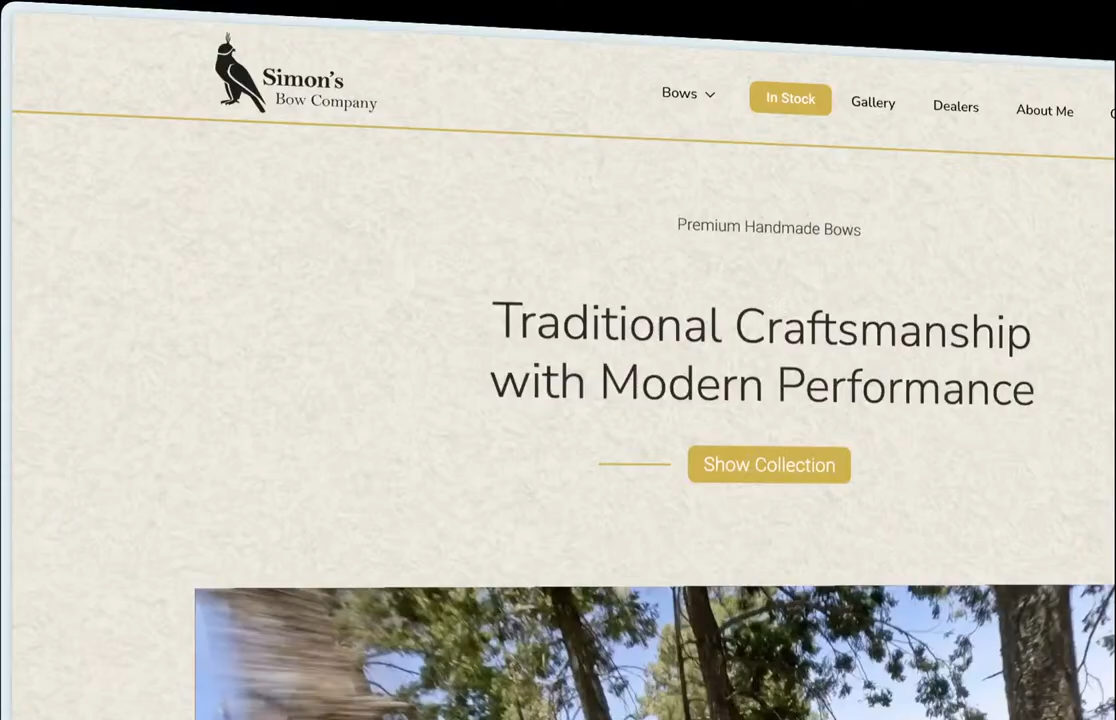 Simon's
Bow Company
Bows
In Stock
Gallery
Dealers
About Me
Premium Handmade Bows
Traditional Craftsmanship
with Modern Performance
Show Collection